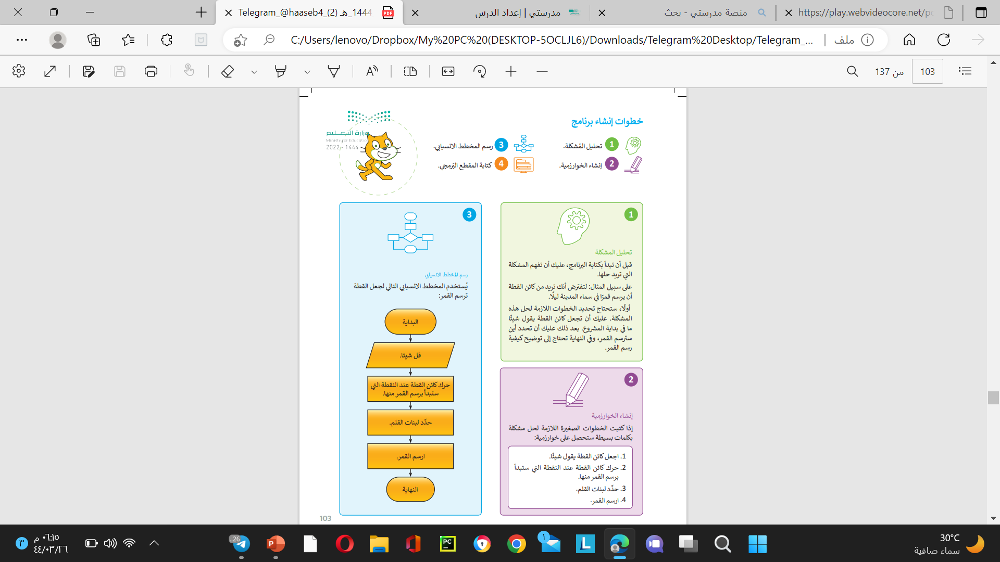 Telegram_@haaseb4_(2) 1444_هـ
مدرستي | إعداد الدرس
منصة مدرستي - بحث
https://play.webvideocore.net/p
C:/Users/lenovo/Dropbox/My%20PC%20(DESKTOP-5OCLJL6)/Downloads/Telegram%20Desktop/Telegram_...
ملف
103
من 137
وزارة التعليم
Ministry of Education
2022 - 1444
خطوات إنشاء برنامج
1 تحليل المُشكلة.
2 إنشاء الخوارزمية.
3 رسم المخطط الانسيابي.
4 كتابة المقطع البرمجي.
1
تحليل المشكلة
قبل أن تبدأ بكتابة البرنامج، عليك أن تفهم المشكلة
التي تريد حلها.
على سبيل المثال: لتفترض أنك تريد من كائن القطة
أن يرسم قمرًا في سماء المدينة ليلًا.
أولًا، ستحتاج تحديد الخطوات اللازمة لحل هذه
المشكلة. عليك أن تجعل كائن القطة يقول شيئًا
ما في بداية المشروع. بعد ذلك عليك أن تحدد أين
سترسم القمر، وفي النهاية تحتاج إلى توضيح كيفية
رسم القمر.
2
إنشاء الخوارزمية
إذا كتبت الخطوات الصغيرة اللازمة لحل مشكلة
بكلمات بسيطة ستحصل على خوارزمية:
1. اجعل كائن القطة يقول شيئًا.
2. حرك كائن القطة عند النقطة التي ستبدأ
برسم القمر منها.
3. حدّد لبنات القلم.
4. ارسم القمر.
3
رسم المخطط الانسيابي
يُستخدم المخطط الانسيابي التالي لجعل القطة
ترسم القمر:
البداية
قل شيئا.
حرك كائن القطة عند النقطة التي
ستبدأ برسم القمر منها.
حدّد لبنات القلم.
ارسم القمر.
النهاية
103
٣
٠٦:١٥ م
٤٤/٠٣/٢٦
..26
P
PC
١
L
30°C
سماء صافية